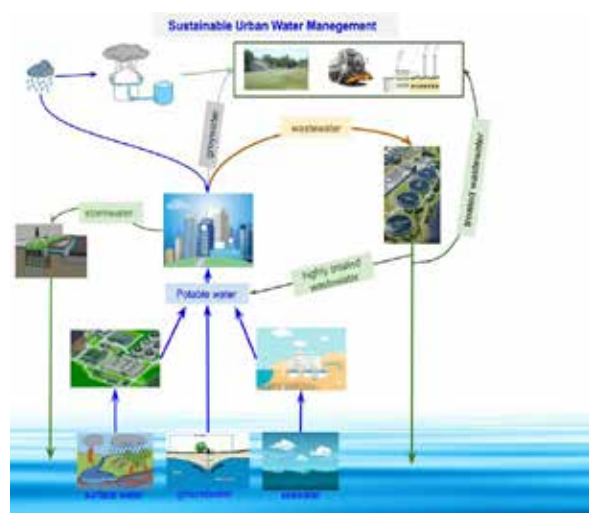 Sustainable Urban Water Manegement
greywater
wastewater
treated wastewater
stormwater
highly treated
wastewater
Potable water
surface water
groundwater
seawater